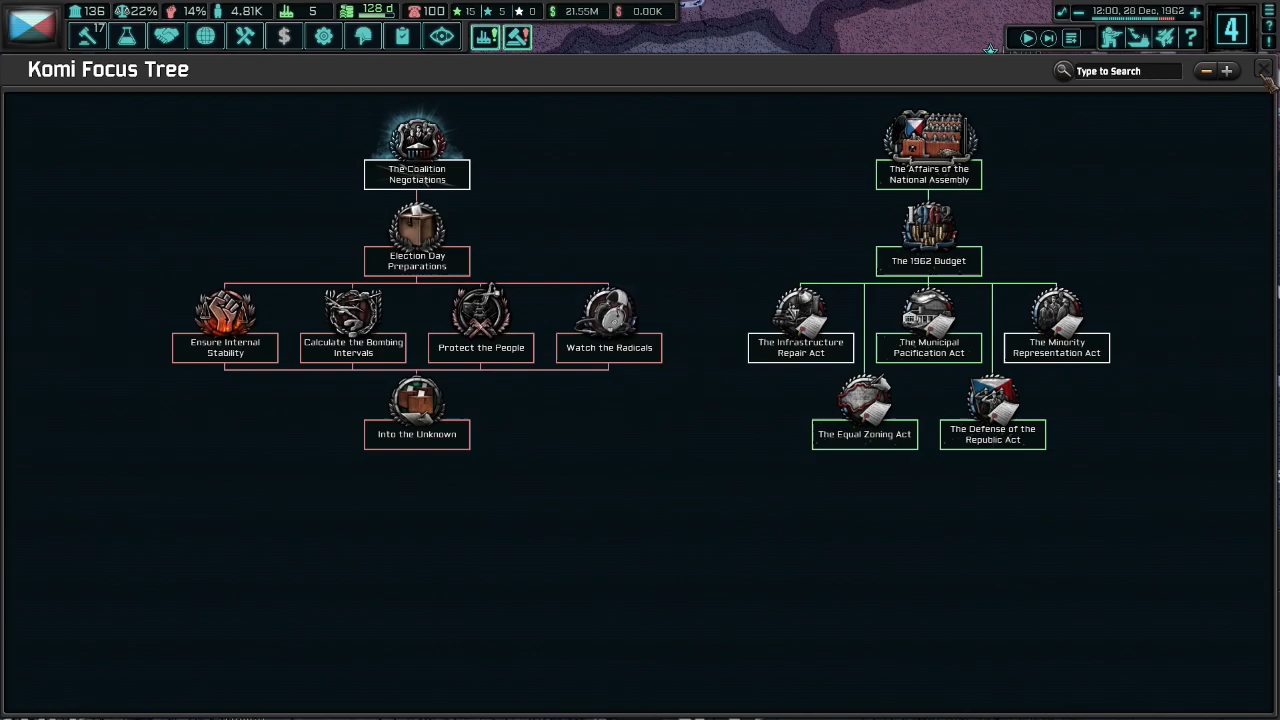 136 22% 14% 4.81K 5 128 d 100 15 5 0 21.55M 0.00K 12:00, 28 Dec, 1962
17 4
Komi Focus Tree Type to Search
The Coalition
Negotiations
Election Day
Preparations
Ensure Internal
Stability
Calculate the Bombing
Intervals
Protect the People
Watch the Radicals
Into the Unknown
The Affairs of the
National Assembly
1962
The 1962 Budget
The Infrastructure
Repair Act
The Municipal
Pacification Act
The Minority
Representation Act
The Equal Zoning Act
The Defense of the
Republic Act